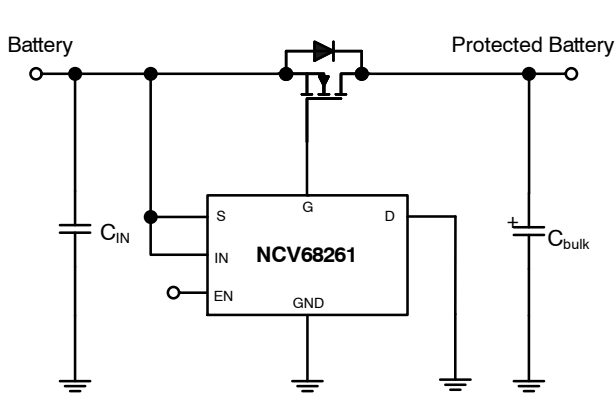 Battery
Protected Battery
G
S
D
IN
NCV68261
EN
GND
C_IN
+
C_bulk